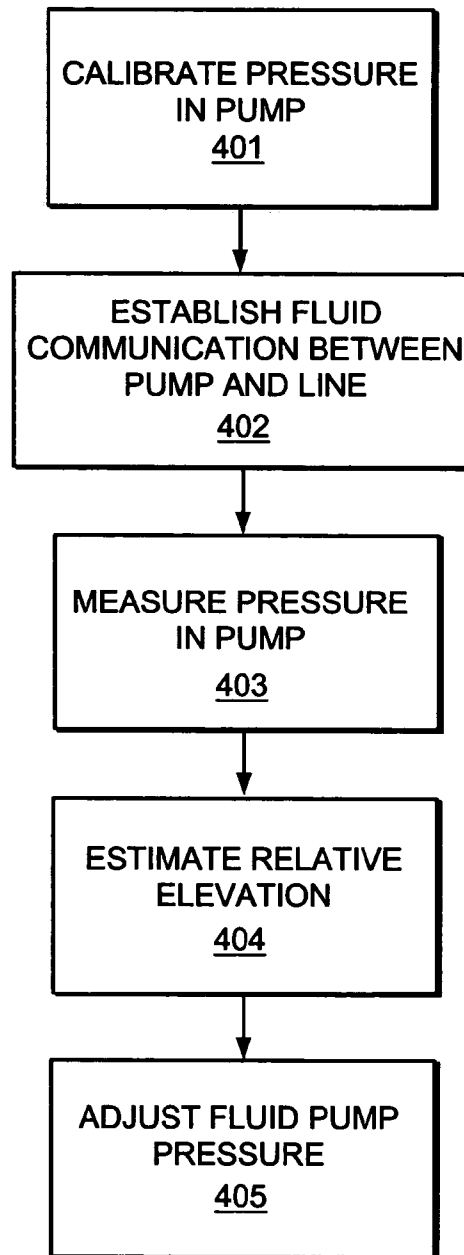 CALIBRATE PRESSURE
IN PUMP
401
ESTABLISH FLUID
COMMUNICATION BETWEEN
PUMP AND LINE
402
MEASURE PRESSURE
IN PUMP
403
ESTIMATE RELATIVE
ELEVATION
404
ADJUST FLUID PUMP
PRESSURE
405